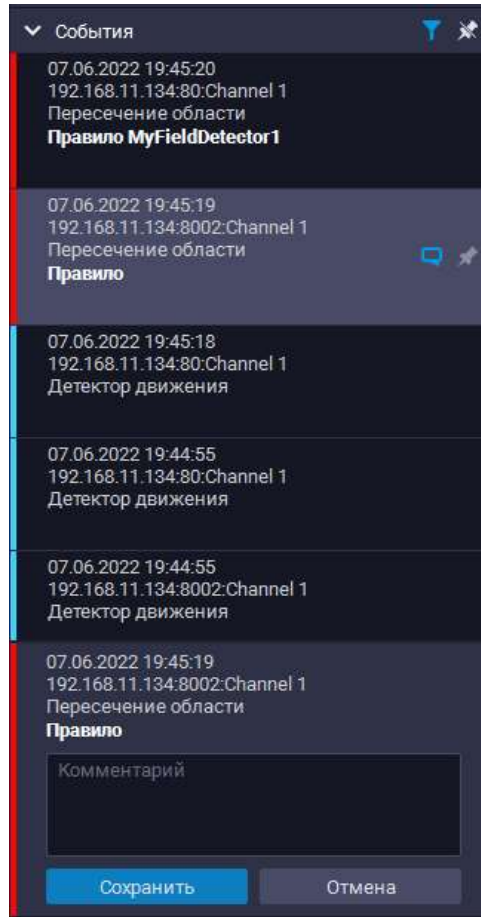 События
07.06.2022 19:45:20
192.168.11.134:80:Channel 1
Пересечение области
Правило MyFieldDetector1
07.06.2022 19:45:19
192.168.11.134:8002:Channel 1
Пересечение области
Правило
07.06.2022 19:45:18
192.168.11.134:80:Channel 1
Детектор движения
07.06.2022 19:44:55
192.168.11.134:80:Channel 1
Детектор движения
07.06.2022 19:44:55
192.168.11.134:8002:Channel 1
Детектор движения
07.06.2022 19:45:19
192.168.11.134:8002:Channel 1
Пересечение области
Правило
Комментарий
Сохранить Отмена